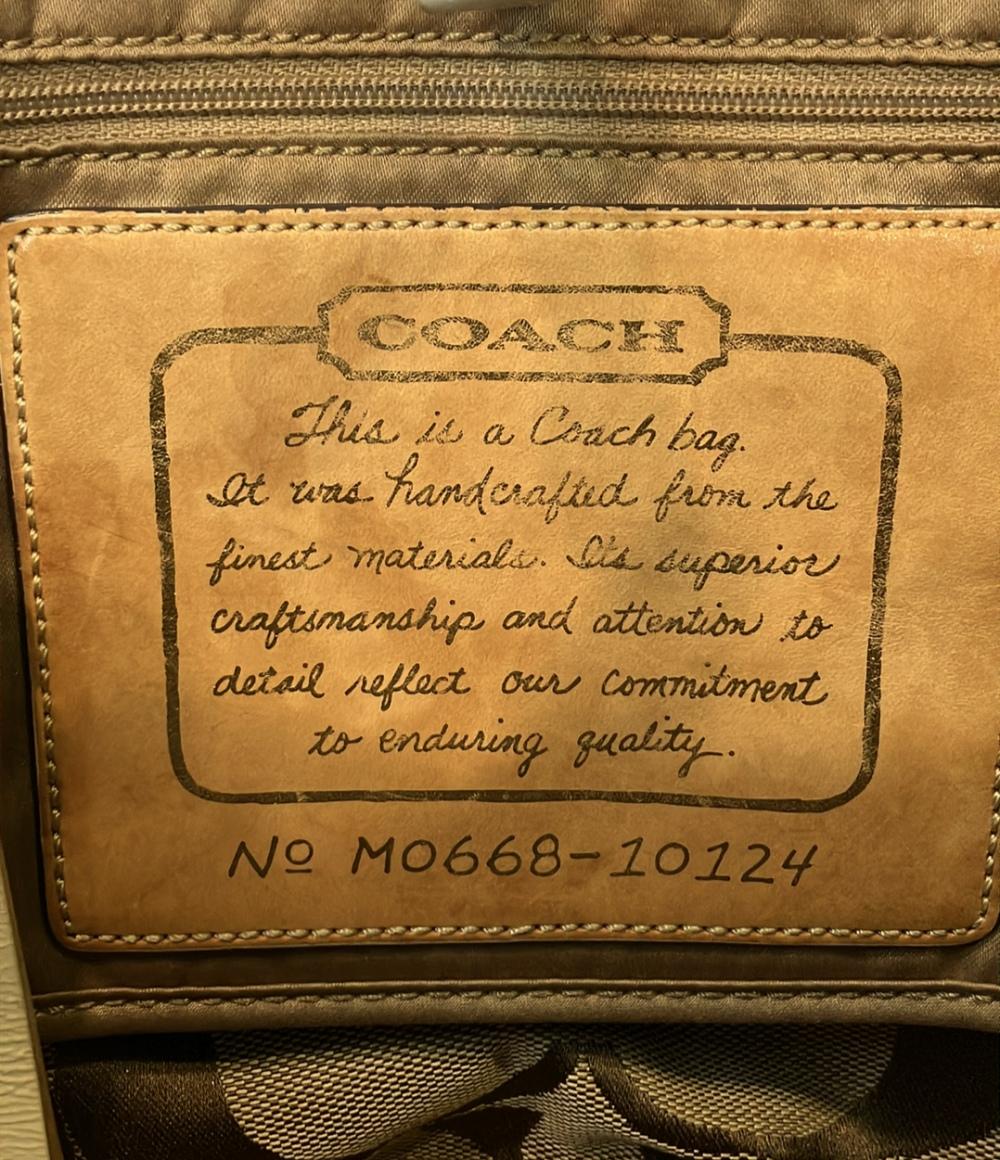 COACH
This is a Coach bag.
It was handcrafted from the
finest materials. Its superior
craftsmanship and attention to
detail reflect our commitment
to enduring quality.
Nº M0668-10124